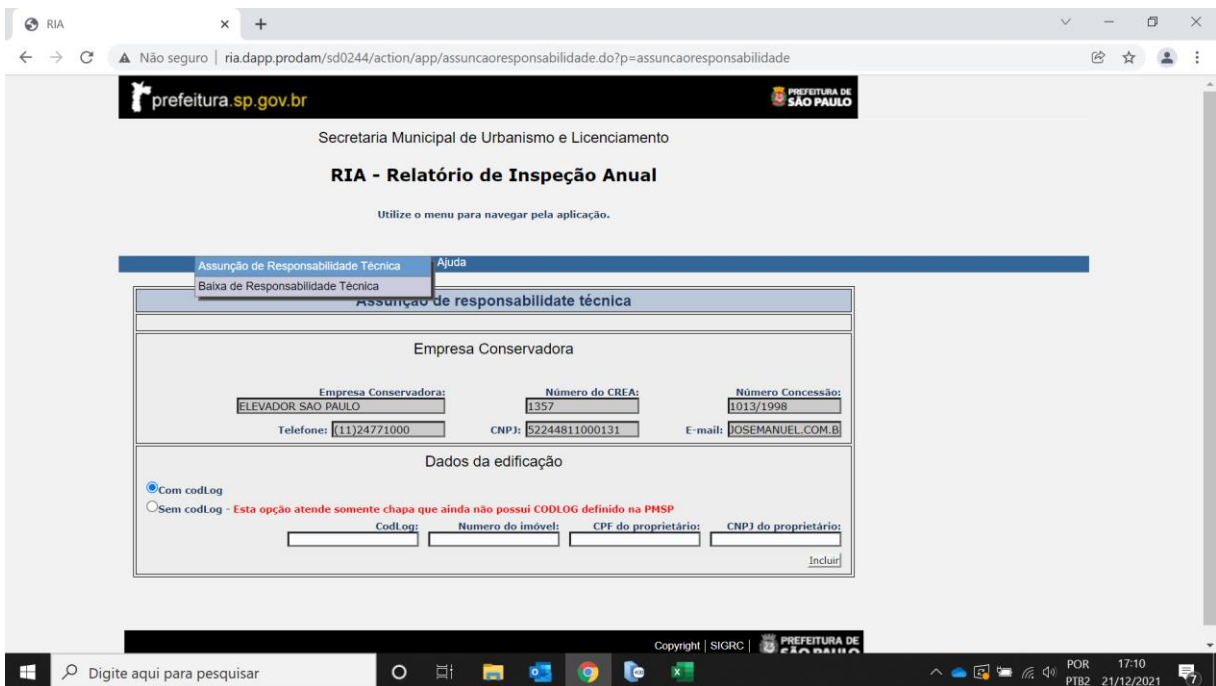 RIA
Não seguro | ria.dapp.prodam/sd0244/action/app/assuncaoresponsabilidade.do?p=assuncaoresponsabilidade
prefeitura.sp.gov.br
PREFEITURA DE
SÃO PAULO
Secretaria Municipal de Urbanismo e Licenciamento
RIA - Relatório de Inspeção Anual
Utilize o menu para navegar pela aplicação.
Assunção de Responsabilidade Técnica Ajuda
Baixa de Responsabilidade Técnica
Assunção de responsabilidate técnica
Empresa Conservadora
Empresa Conservadora: Número do CREA: Número Concessão:
ELEVADOR SAO PAULO 1357 1013/1998
Telefone: (11)24771000 CNPJ: 52244811000131 E-mail: JOSEMANUEL.COM.B
Dados da edificação
Com codLog
Sem codLog - Esta opção atende somente chapa que ainda não possui CODLOG definido na PMSP
CodLog: Numero do imóvel: CPF do proprietário: CNPJ do proprietário:
Incluir
Copyright | SIGRC | PREFEITURA DE
SÃO PAULO
Digite aqui para pesquisar
POR 17:10
PTB2 21/12/2021
7